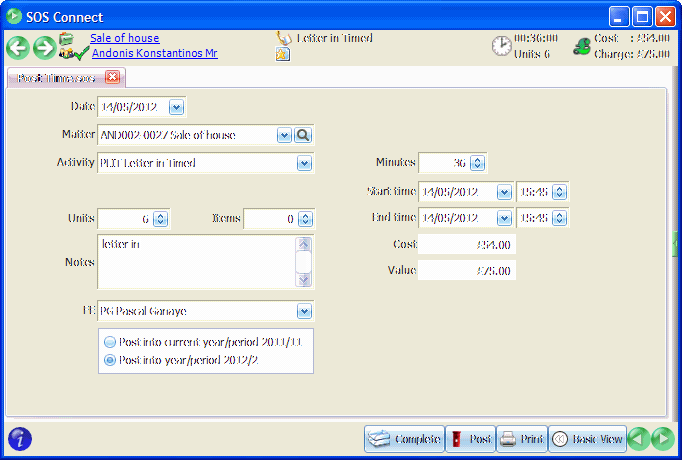 SOS Connect
Sale of house
Andonis Konstantinos Mr
Letter in Timed
00:36:00
Units 6
Cost : £54.00
Charge: £75.00
Post Time.sos
Date 14/05/2012
Matter AND002-0027 Sale of house
Activity PLIT Letter in Timed
Minutes 36
Start time 14/05/2012 15:45
Units 6 Items 0
End time 14/05/2012 15:45
Notes letter in
Cost £54.00
Value £75.00
FE PG Pascal Ganaye
Post into current year/period 2011/11
Post into year/period 2012/2
Complete Post Print Basic View